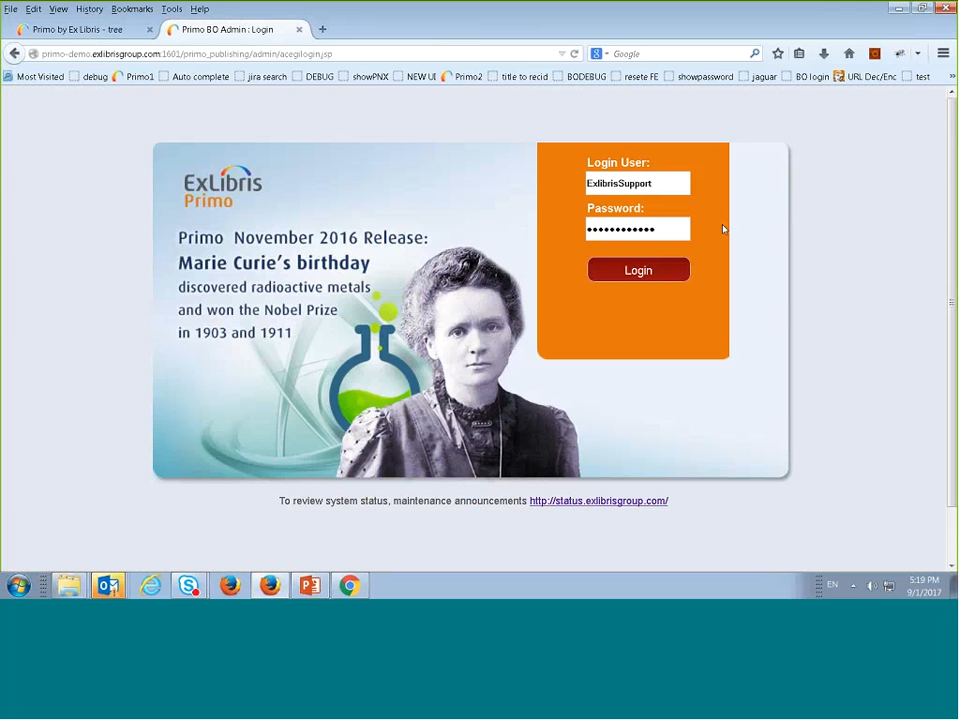 File Edit View History Bookmarks Tools Help
Primo by Ex Libris - tree × Primo BO Admin : Login × +
primo-demo.exlibrisgroup.com:1601/primo_publishing/admin/acegilogin.jsp Google
Most Visited debug Primo1 Auto complete jira search DEBUG showPNX NEW UI Primo2 title to recid BODEBUG resete FE showpassword jaguar BO login URL Dec/Enc test »
ExLibris
Primo
Login User:
ExlibrisSupport
Password:
••••••••••••
Login
Primo November 2016 Release:
Marie Curie's birthday
discovered radioactive metals
and won the Nobel Prize
in 1903 and 1911
To review system status, maintenance announcements http://status.exlibrisgroup.com/
EN 5:19 PM
9/1/2017